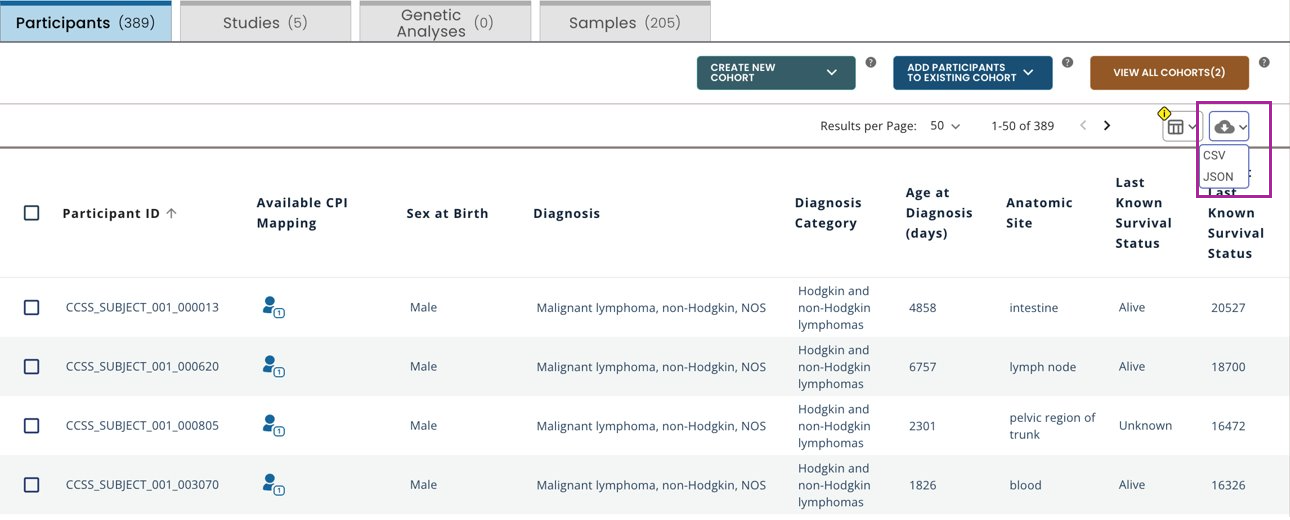 Participants (389)
Studies (5)
Genetic
Analyses (0)
Samples (205)
CREATE NEW
COHORT
?
ADD PARTICIPANTS
TO EXISTING COHORT
?
VIEW ALL COHORTS(2)
?
Results per Page: 50
1-50 of 389
i
CSV
JSON
Participant ID
Available CPI
Mapping
Sex at Birth
Diagnosis
Diagnosis
Category
Age at
Diagnosis
(days)
Anatomic
Site
Last
Known
Survival
Status
Last
Known
Survival
Status
CCSS_SUBJECT_001_000013
1
Male
Malignant lymphoma, non-Hodgkin, NOS
Hodgkin and
non-Hodgkin
lymphomas
4858
intestine
Alive
20527
CCSS_SUBJECT_001_000620
1
Male
Malignant lymphoma, non-Hodgkin, NOS
Hodgkin and
non-Hodgkin
lymphomas
6757
lymph node
Alive
18700
CCSS_SUBJECT_001_000805
1
Male
Malignant lymphoma, non-Hodgkin, NOS
Hodgkin and
non-Hodgkin
lymphomas
2301
pelvic region of
trunk
Unknown
16472
CCSS_SUBJECT_001_003070
1
Male
Malignant lymphoma, non-Hodgkin, NOS
Hodgkin and
non-Hodgkin
lymphomas
1826
blood
Alive
16326